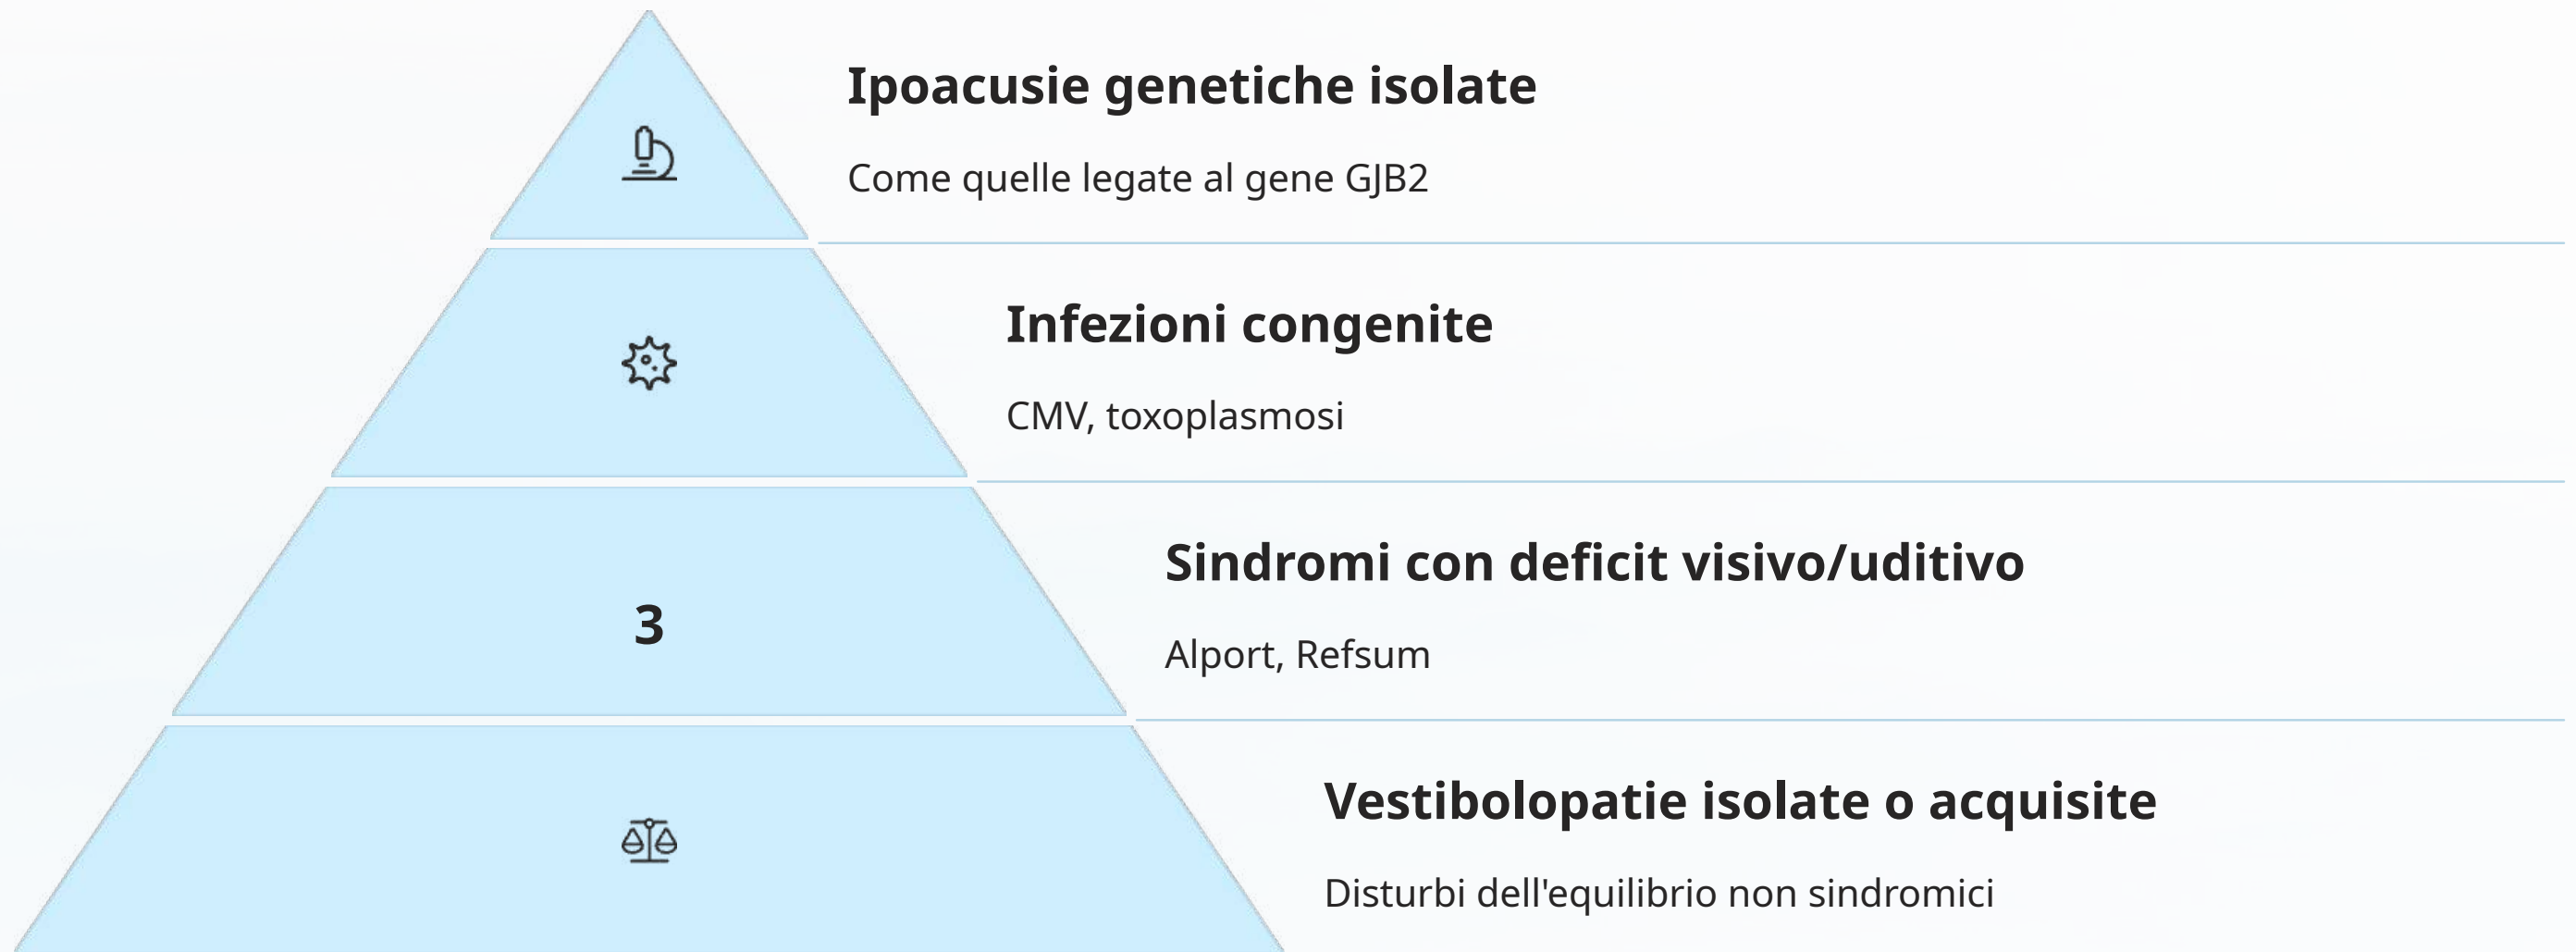 Ipoacusie genetiche isolate
Come quelle legate al gene GJB2
Infezioni congenite
CMV, toxoplasmosi
3
Sindromi con deficit visivo/uditivo
Alport, Refsum
Vestibolopatie isolate o acquisite
Disturbi dell'equilibrio non sindromici